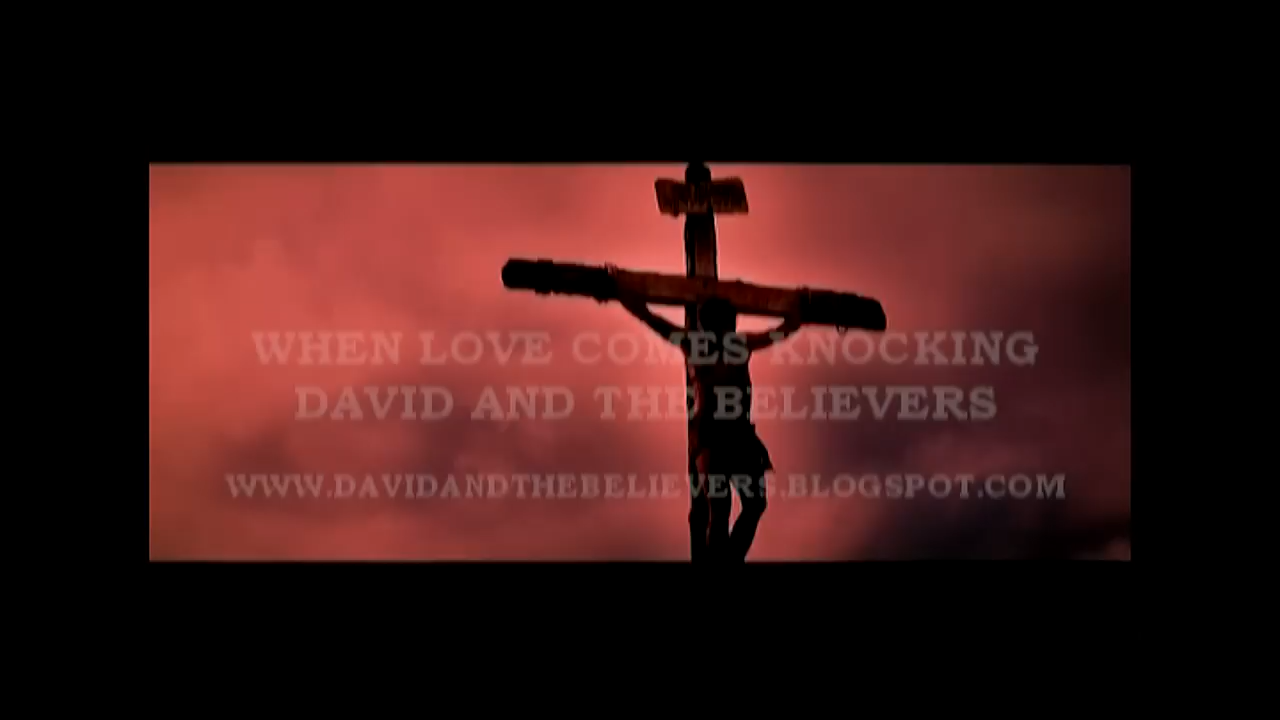 WHEN LOVE COMES KNOCKING
DAVID AND THE BELIEVERS
WWW.DAVIDANDTHEBELIEVERS.BLOGSPOT.COM